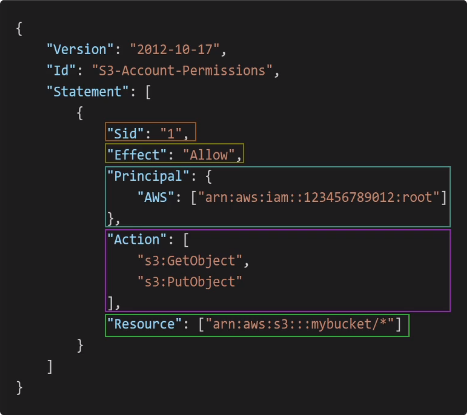 {
    "Version": "2012-10-17",
    "Id": "S3-Account-Permissions",
    "Statement": [
        {
            "Sid": "1",
            "Effect": "Allow",
            "Principal": {
                "AWS": ["arn:aws:iam::123456789012:root"]
            },
            "Action": [
                "s3:GetObject",
                "s3:PutObject"
            ],
            "Resource": ["arn:aws:s3:::mybucket/*"]
        }
    ]
}